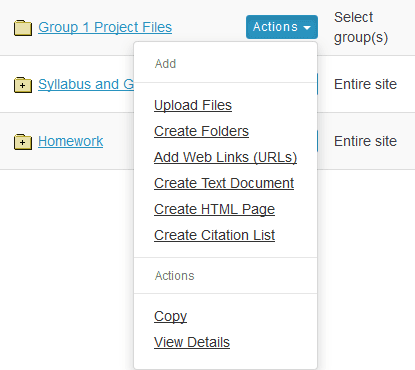 Group 1 Project Files Actions Select
group(s)
Add
Syllabus and G Entire site
Upload Files
Create Folders
Homework Entire site
Add Web Links (URLs)
Create Text Document
Create HTML Page
Create Citation List
Actions
Copy
View Details